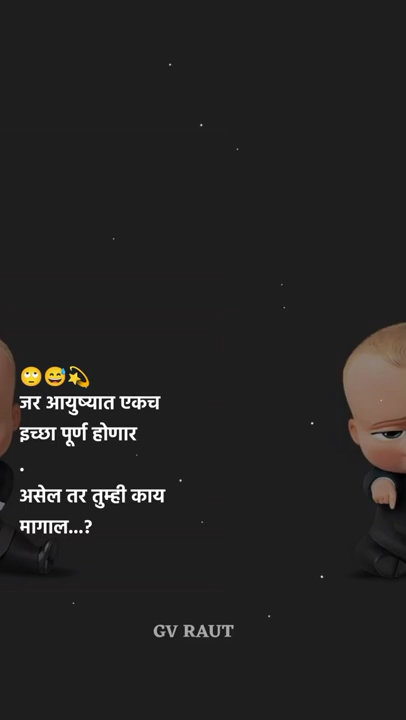 🙄😅💫
जर आयुष्यात एकच
इच्छा पूर्ण होणार
.
असेल तर तुम्ही काय
मागाल...?
GV RAUT